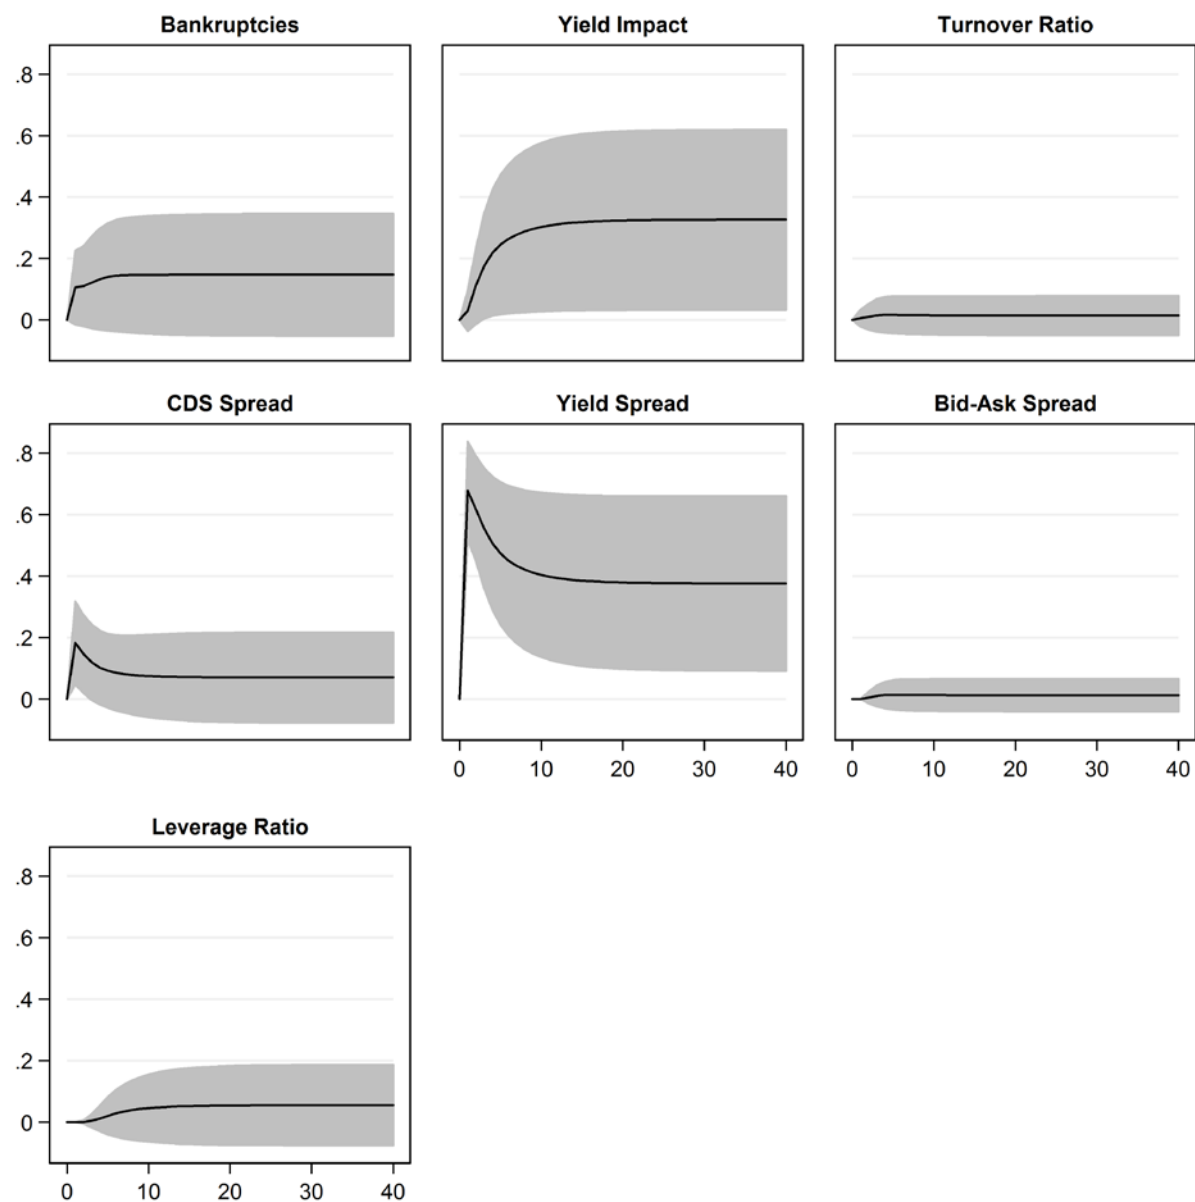 Bankruptcies
Yield Impact
Turnover Ratio
.8
.6
.4
.2
0
CDS Spread
Yield Spread
Bid-Ask Spread
.8
.6
.4
.2
0
0 10 20 30 40
0 10 20 30 40
Leverage Ratio
.8
.6
.4
.2
0
0 10 20 30 40